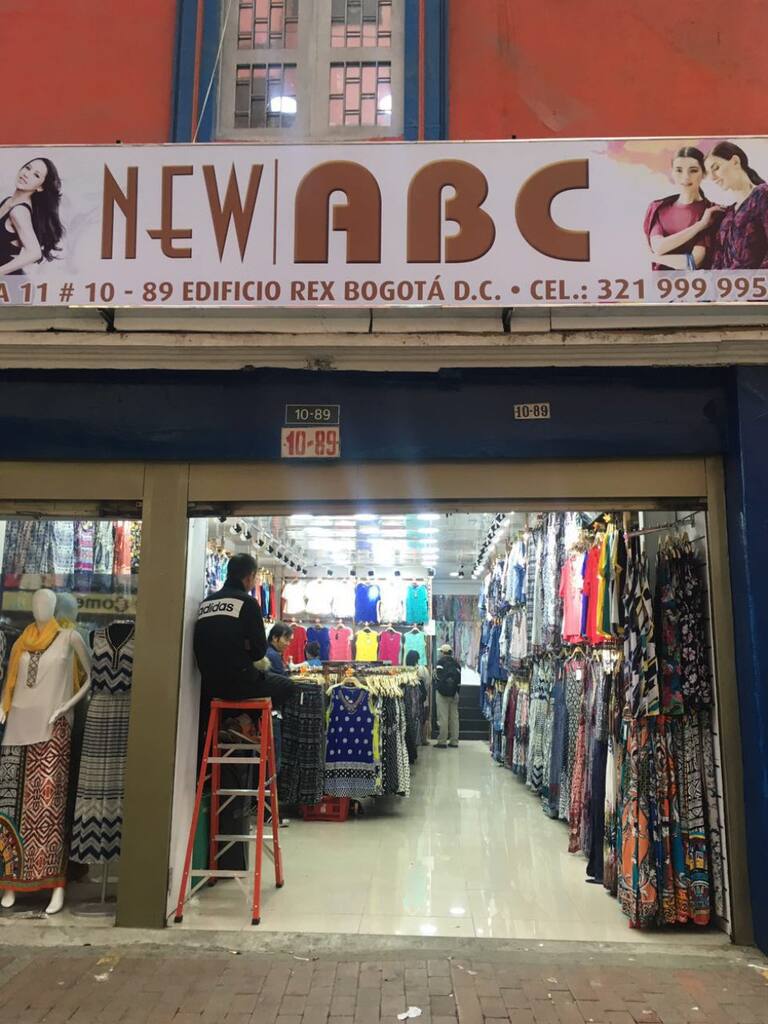 NEW ABC
A 11 # 10 - 89 EDIFICIO REX BOGOTÁ D.C. • CEL.: 321 999 995
10-89
10-89
10-89
adidas